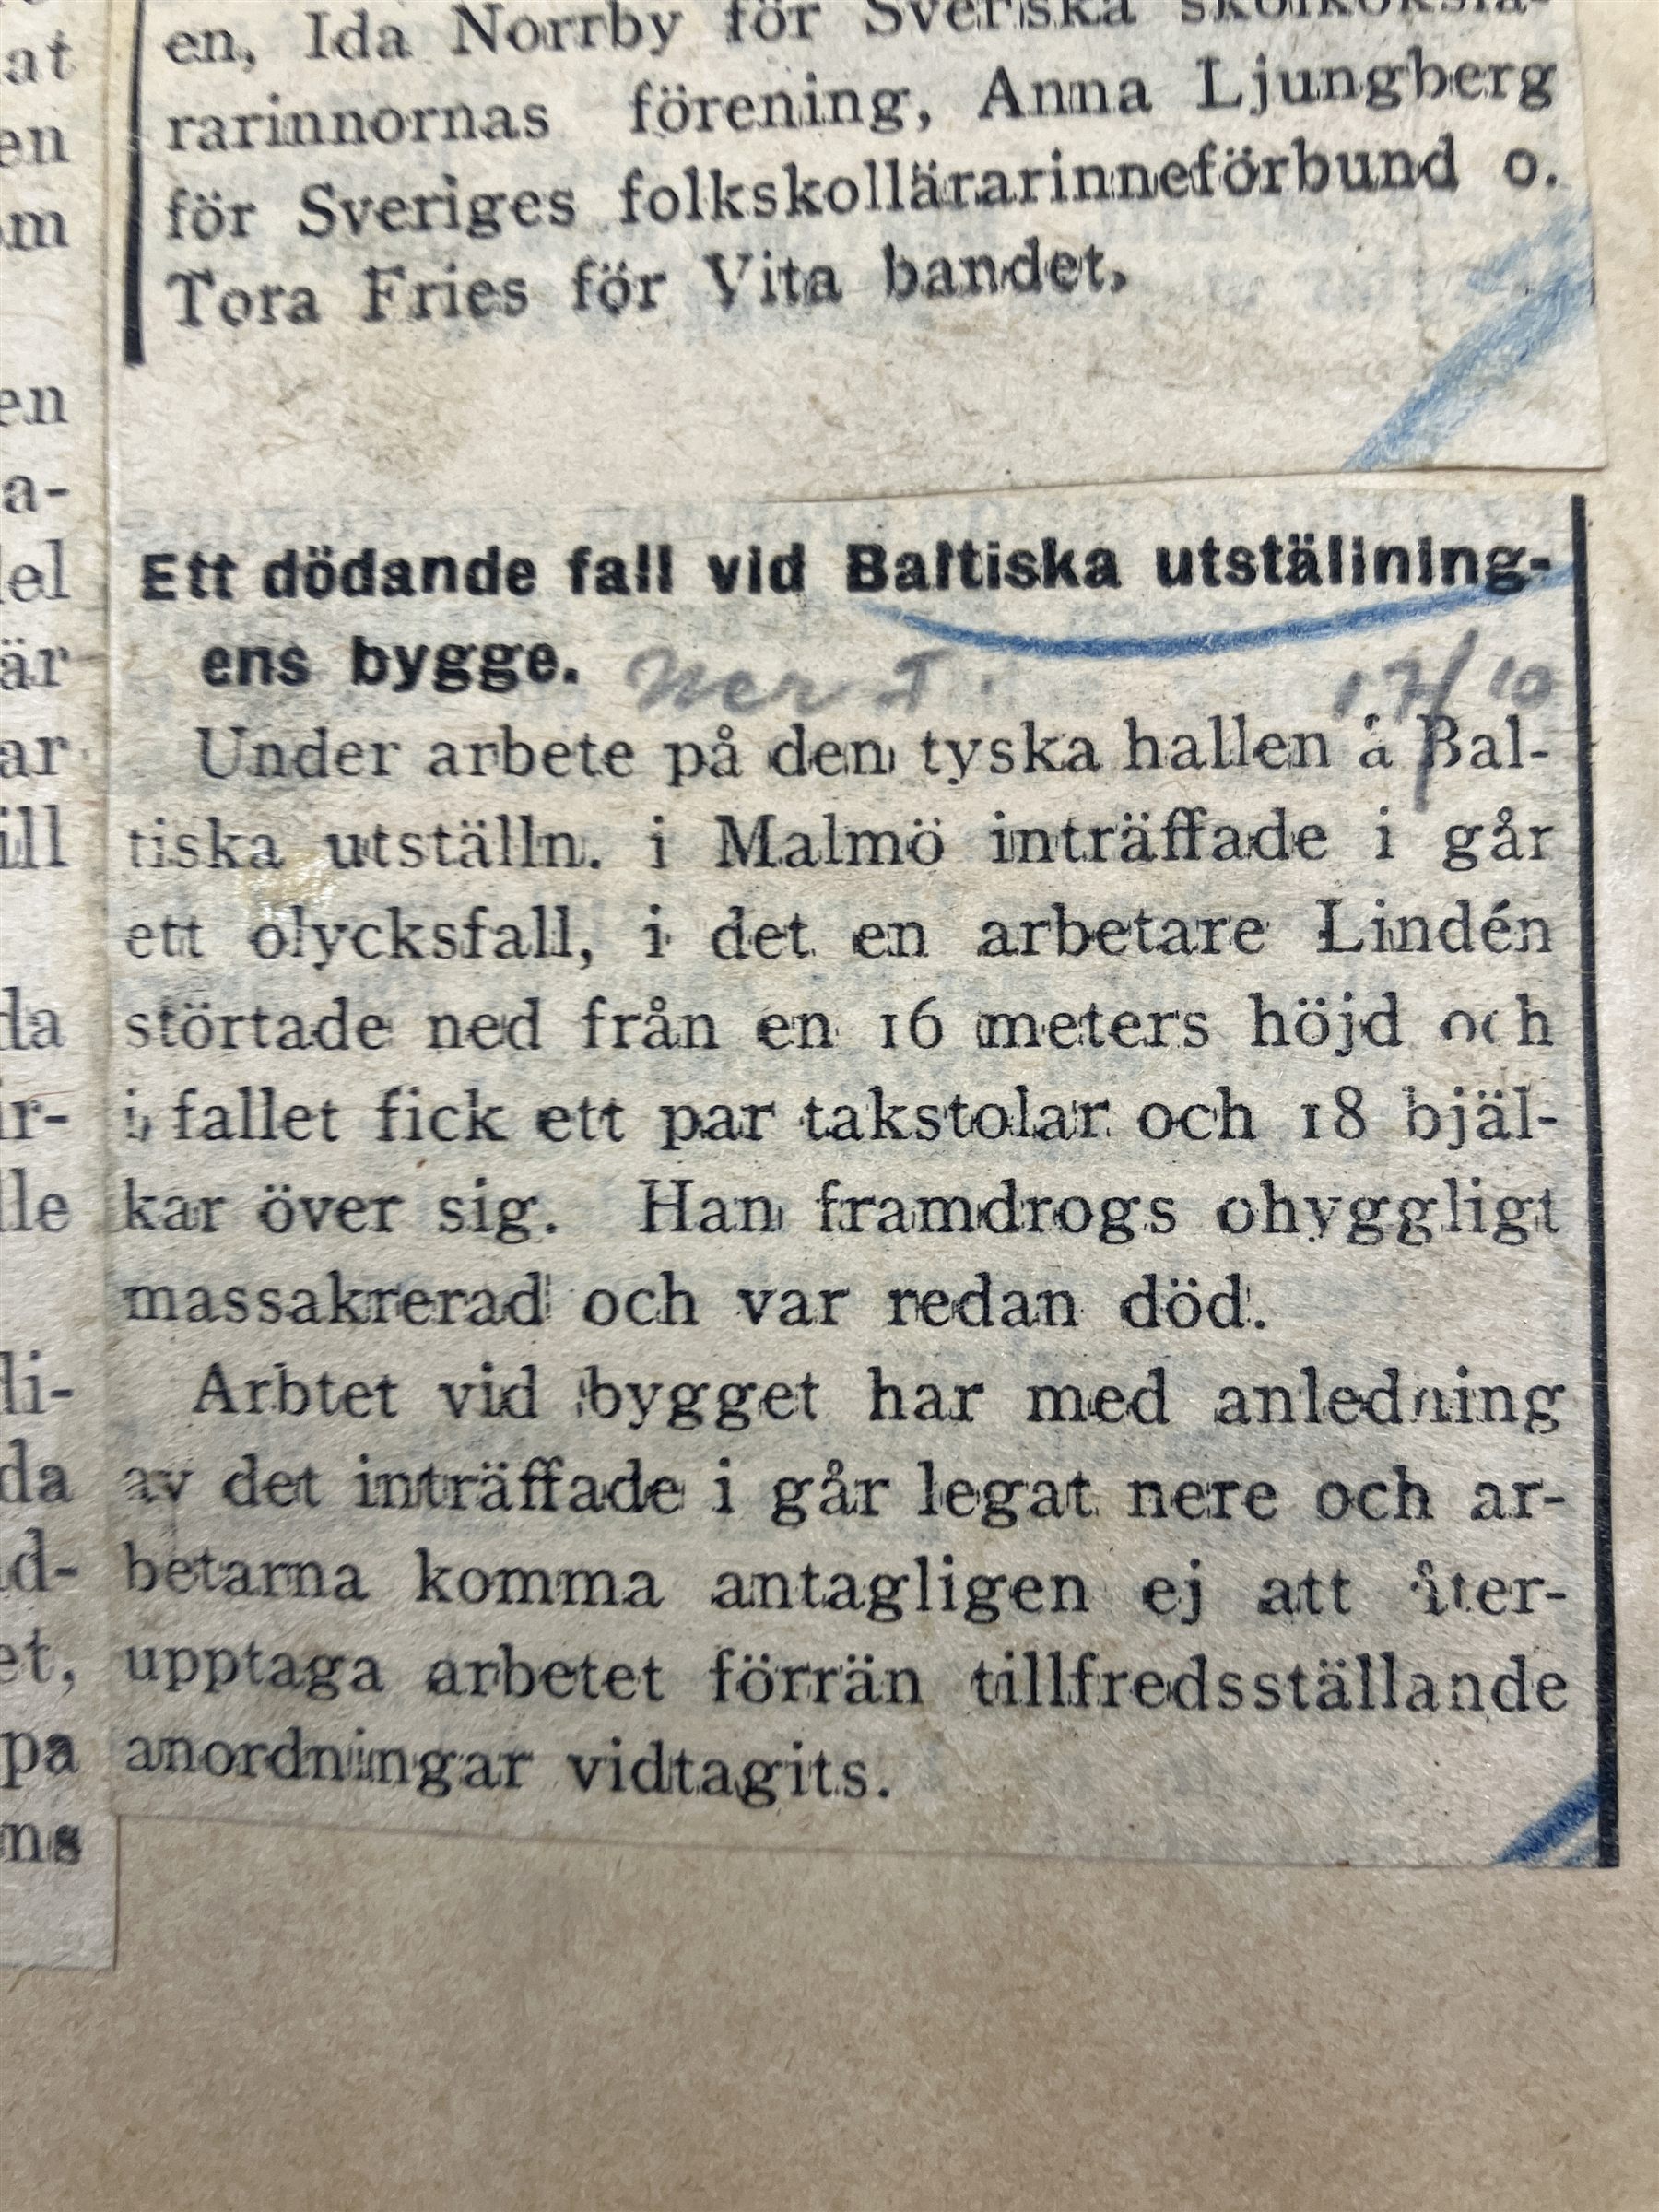 en, Ida Norrby för Svenska skolkökslä-
rarinnornas förening, Anna Ljungberg
för Sveriges folkskollärarinneförbund o.
Tora Fries för Vita bandet.
Ett dödande fall vid Baltiska utställning-
ens bygge.
17/10
Under arbete på den tyska hallen å Bal-
tiska utställn. i Malmö inträffade i går
ett olycksfall, i det en arbetare Lindén
störtade ned från en 16 meters höjd och
i fallet fick ett par takstolar och 18 bjäl-
kar över sig. Han framdrogs ohyggligt
massakrerad och var redan död.
Arbtet vid bygget har med anledning
av det inträffade i går legat nere och ar-
betarna komma antagligen ej att åter-
upptaga arbetet förrän tillfredsställande
anordningar vidtagits.